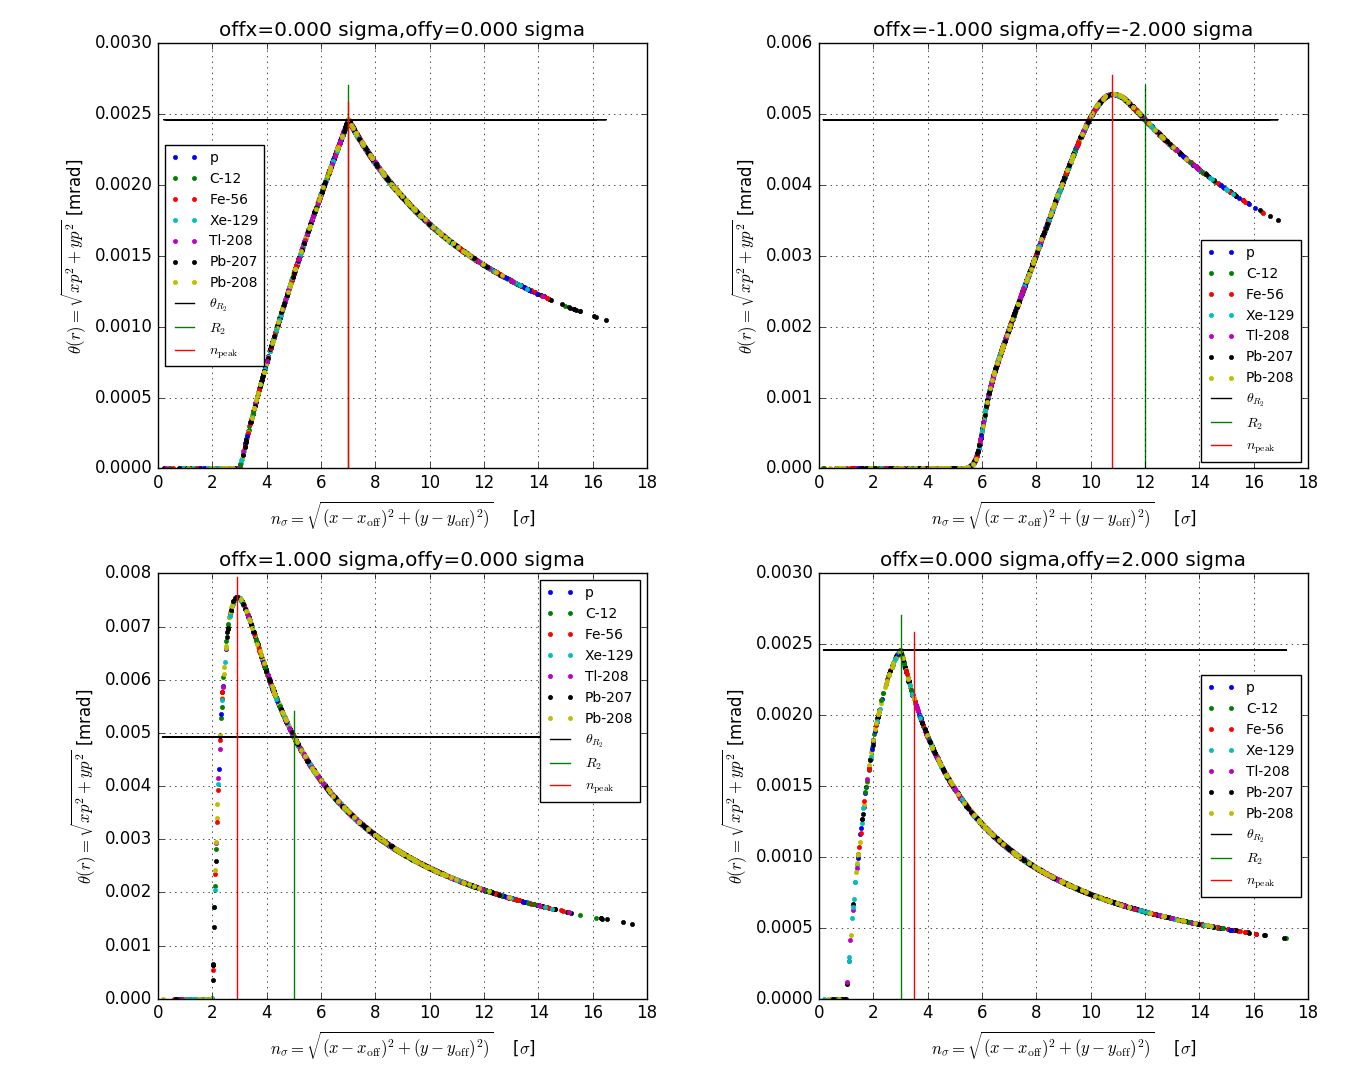 offx=0.000 sigma,offy=0.000 sigma
0.0030
0.0025
0.0020
0.0015
0.0010
0.0005
0.0000
θ(r) = √xp² + yp² [mrad]
p
C-12
Fe-56
Xe-129
Tl-208
Pb-207
Pb-208
θ_R₂
R₂
n_peak
0 2 4 6 8 10 12 14 16 18
n_σ = √(x − x_off)² + (y − y_off)²) [σ]
offx=-1.000 sigma,offy=-2.000 sigma
0.006
0.005
0.004
0.003
0.002
0.001
0.000
θ(r) = √xp² + yp² [mrad]
p
C-12
Fe-56
Xe-129
Tl-208
Pb-207
Pb-208
θ_R₂
R₂
n_peak
0 2 4 6 8 10 12 14 16 18
n_σ = √(x − x_off)² + (y − y_off)²) [σ]
offx=1.000 sigma,offy=0.000 sigma
0.008
0.007
0.006
0.005
0.004
0.003
0.002
0.001
0.000
θ(r) = √xp² + yp² [mrad]
p
C-12
Fe-56
Xe-129
Tl-208
Pb-207
Pb-208
θ_R₂
R₂
n_peak
0 2 4 6 8 10 12 14 16 18
n_σ = √(x − x_off)² + (y − y_off)²) [σ]
offx=0.000 sigma,offy=2.000 sigma
0.0030
0.0025
0.0020
0.0015
0.0010
0.0005
0.0000
θ(r) = √xp² + yp² [mrad]
p
C-12
Fe-56
Xe-129
Tl-208
Pb-207
Pb-208
θ_R₂
R₂
n_peak
0 2 4 6 8 10 12 14 16 18
n_σ = √(x − x_off)² + (y − y_off)²) [σ]